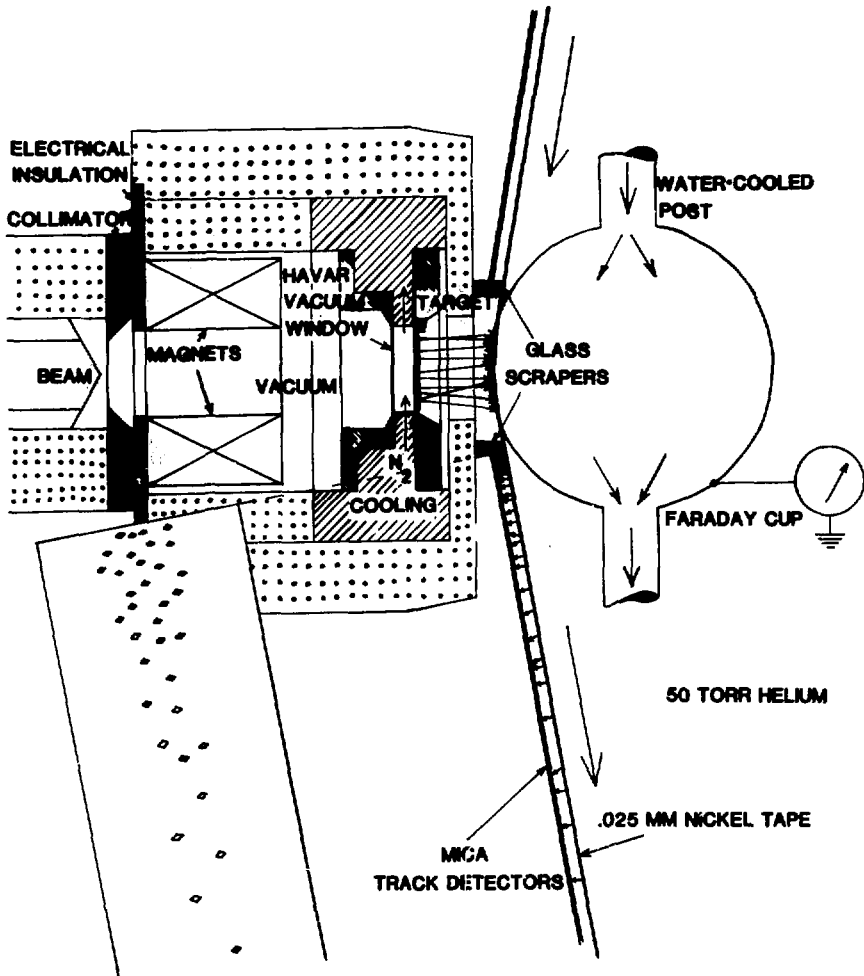 ELECTRICAL
INSULATION
COLLIMATOR
WATER-COOLED
POST
HAVAR
VACUUM
WINDOW
TARGET
MAGNETS
BEAM
VACUUM
GLASS
SCRAPERS
N2
COOLING
FARADAY CUP
50 TORR HELIUM
.025 MM NICKEL TAPE
MICA
TRACK DETECTORS